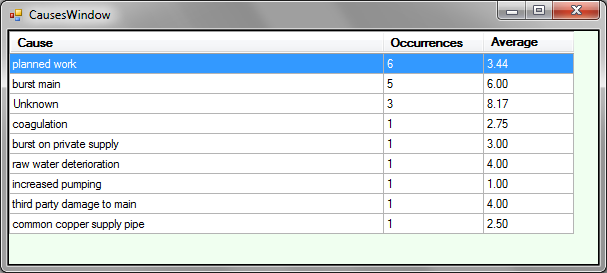 CausesWindow
Cause Occurrences Average
planned work 6 3.44
burst main 5 6.00
Unknown 3 8.17
coagulation 1 2.75
burst on private supply 1 3.00
raw water deterioration 1 4.00
increased pumping 1 1.00
third party damage to main 1 4.00
common copper supply pipe 1 2.50